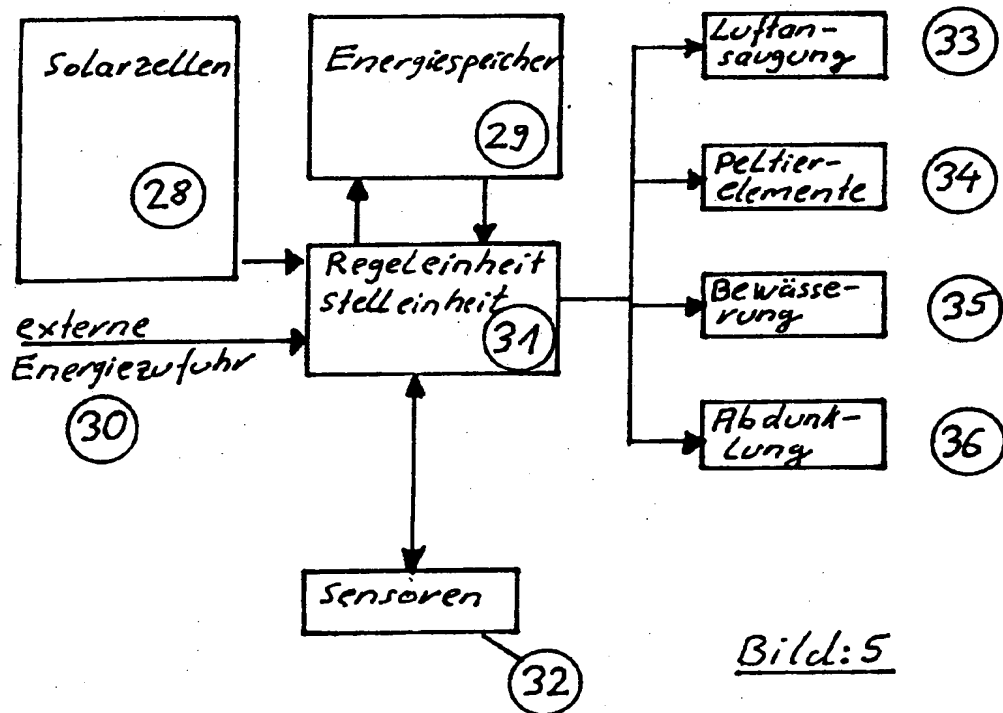 Solarzellen
28
Energiespeicher
29
externe
Energiezufuhr
30
Regeleinheit
stelleinheit
31
Sensoren
32
Luftan-
saugung
33
Peltier-
elemente
34
Bewässe-
rung
35
Abdunk-
lung
36
Bild: 5